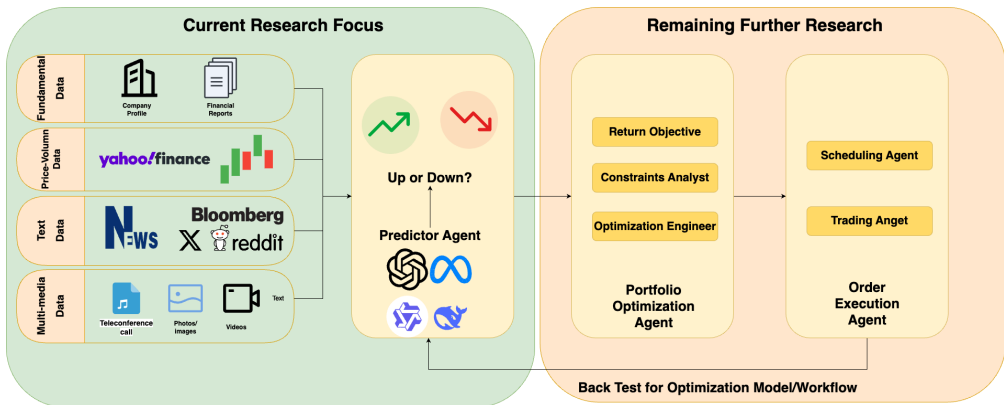 Current Research Focus
Remaining Further Research
Fundamental
Data
Company
Profile
Financial
Reports
Price-Volumn
Data
yahoo!finance
Text
Data
News
Bloomberg
X
reddit
Multi-media
Data
Teleconference
call
Photos/
images
Videos
Text
Up or Down?
Predictor Agent
Return Objective
Constraints Analyst
Optimization Engineer
Portfolio
Optimization
Agent
Scheduling Agent
Trading Anget
Order
Execution
Agent
Back Test for Optimization Model/Workflow